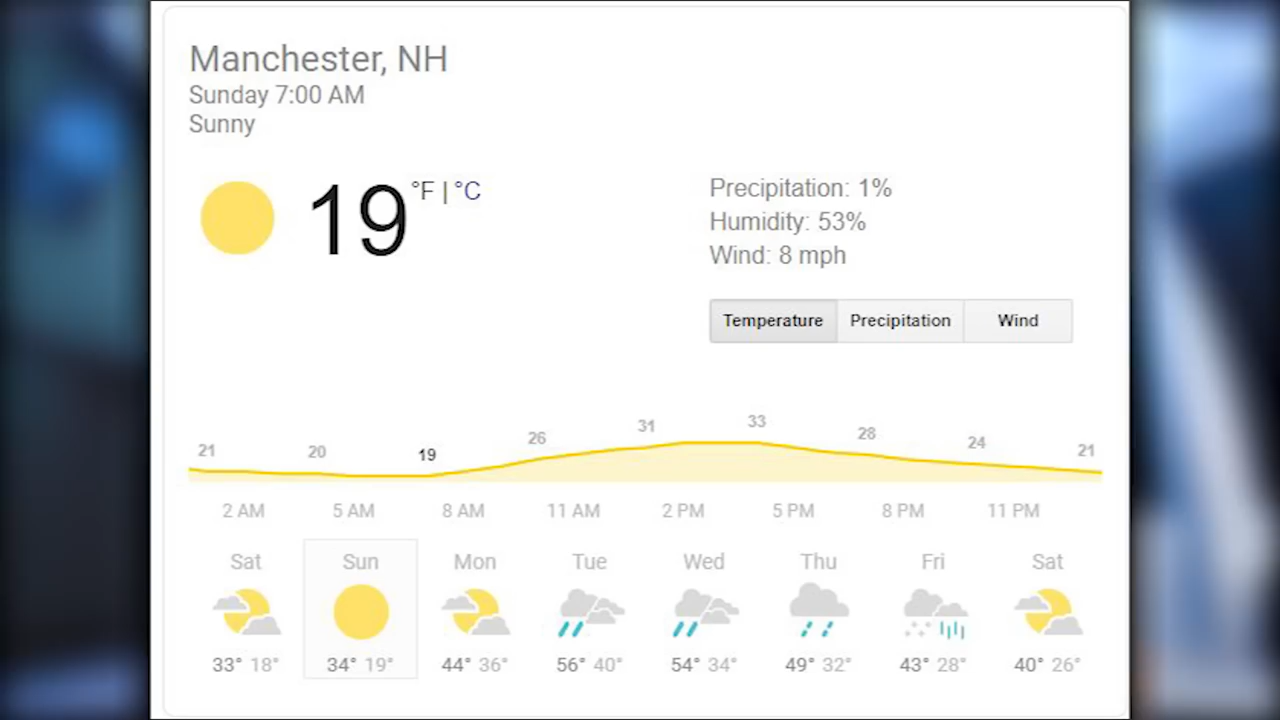 Manchester, NH
Sunday 7:00 AM
Sunny
19 °F | °C
Precipitation: 1%
Humidity: 53%
Wind: 8 mph
Temperature Precipitation Wind
21 20 19 26 31 33 28 24 21
2 AM 5 AM 8 AM 11 AM 2 PM 5 PM 8 PM 11 PM
Sat Sun Mon Tue Wed Thu Fri Sat
33° 18° 34° 19° 44° 36° 56° 40° 54° 34° 49° 32° 43° 28° 40° 26°